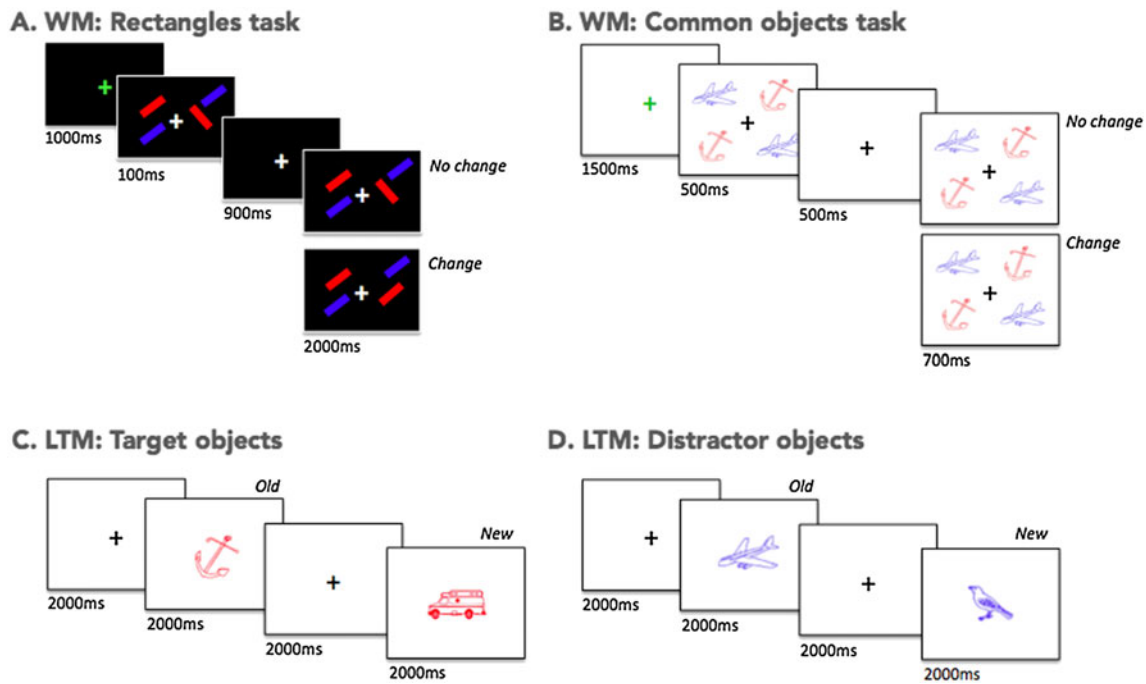 A. WM: Rectangles task
1000ms
100ms
900ms
No change
Change
2000ms
B. WM: Common objects task
1500ms
500ms
500ms
No change
Change
700ms
C. LTM: Target objects
Old
New
2000ms
2000ms
2000ms
2000ms
D. LTM: Distractor objects
Old
New
2000ms
2000ms
2000ms
2000ms